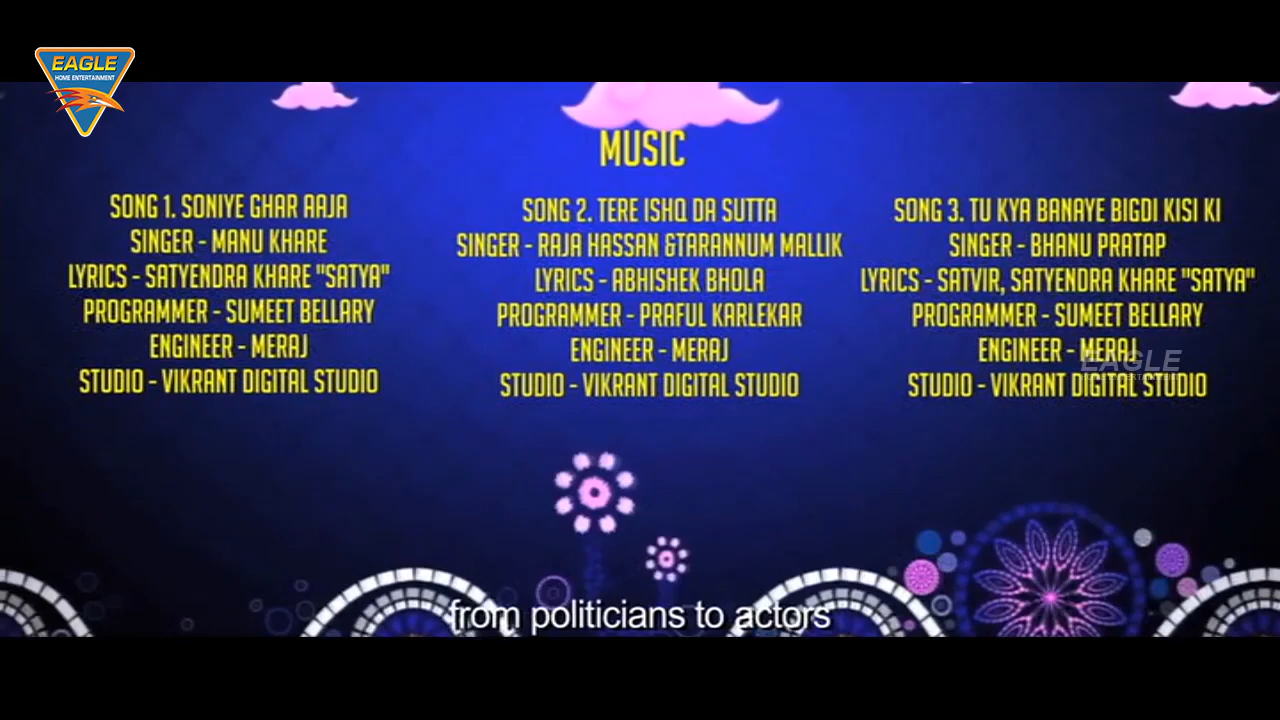 EAGLE
HOME ENTERTAINMENT
MUSIC
SONG 1. SONIYE GHAR AAJA
SINGER - MANU KHARE
LYRICS - SATYENDRA KHARE "SATYA"
PROGRAMMER - SUMEET BELLARY
ENGINEER - MERAJ
STUDIO - VIKRANT DIGITAL STUDIO
SONG 2. TERE ISHQ DA SUTTA
SINGER - RAJA HASSAN &TARANNUM MALLIK
LYRICS - ABHISHEK BHOLA
PROGRAMMER - PRAFUL KARLEKAR
ENGINEER - MERAJ
STUDIO - VIKRANT DIGITAL STUDIO
SONG 3. TU KYA BANAYE BIGDI KISI KI
SINGER - BHANU PRATAP
LYRICS - SATVIR, SATYENDRA KHARE "SATYA"
PROGRAMMER - SUMEET BELLARY
ENGINEER - MERAJ
STUDIO - VIKRANT DIGITAL STUDIO
EAGLE
from politicians to actors